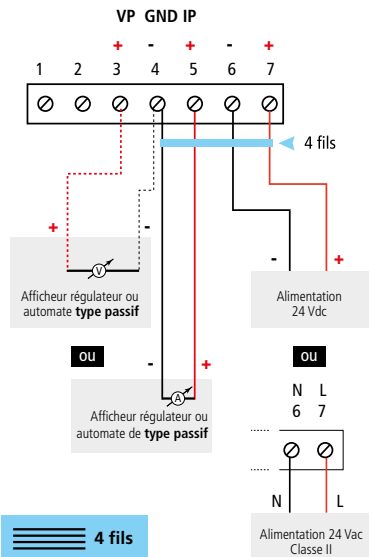 VP GND IP
+ - + - +
1 2 3 4 5 6 7
4 fils
+ -
V
Afficheur régulateur ou
automate type passif
- +
Alimentation
24 Vdc
ou
- +
A
Afficheur régulateur ou
automate de type passif
ou
N L
6 7
N L
Alimentation 24 Vac
Classe II
4 fils